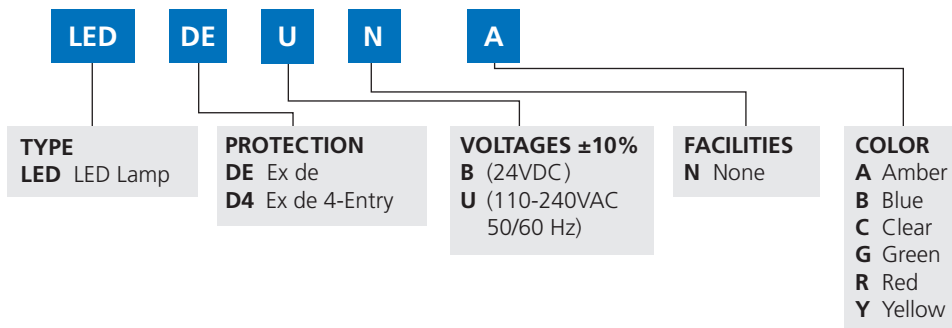 LED DE U N A
TYPE
LED LED Lamp
PROTECTION
DE Ex de
D4 Ex de 4-Entry
VOLTAGES ±10%
B (24VDC)
U (110-240VAC
50/60 Hz)
FACILITIES
N None
COLOR
A Amber
B Blue
C Clear
G Green
R Red
Y Yellow